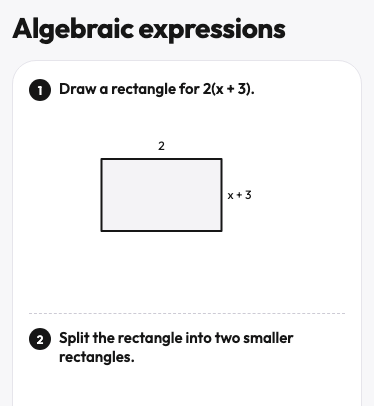 Algebraic expressions
1 Draw a rectangle for 2(x + 3).
2
x + 3
2 Split the rectangle into two smaller
rectangles.